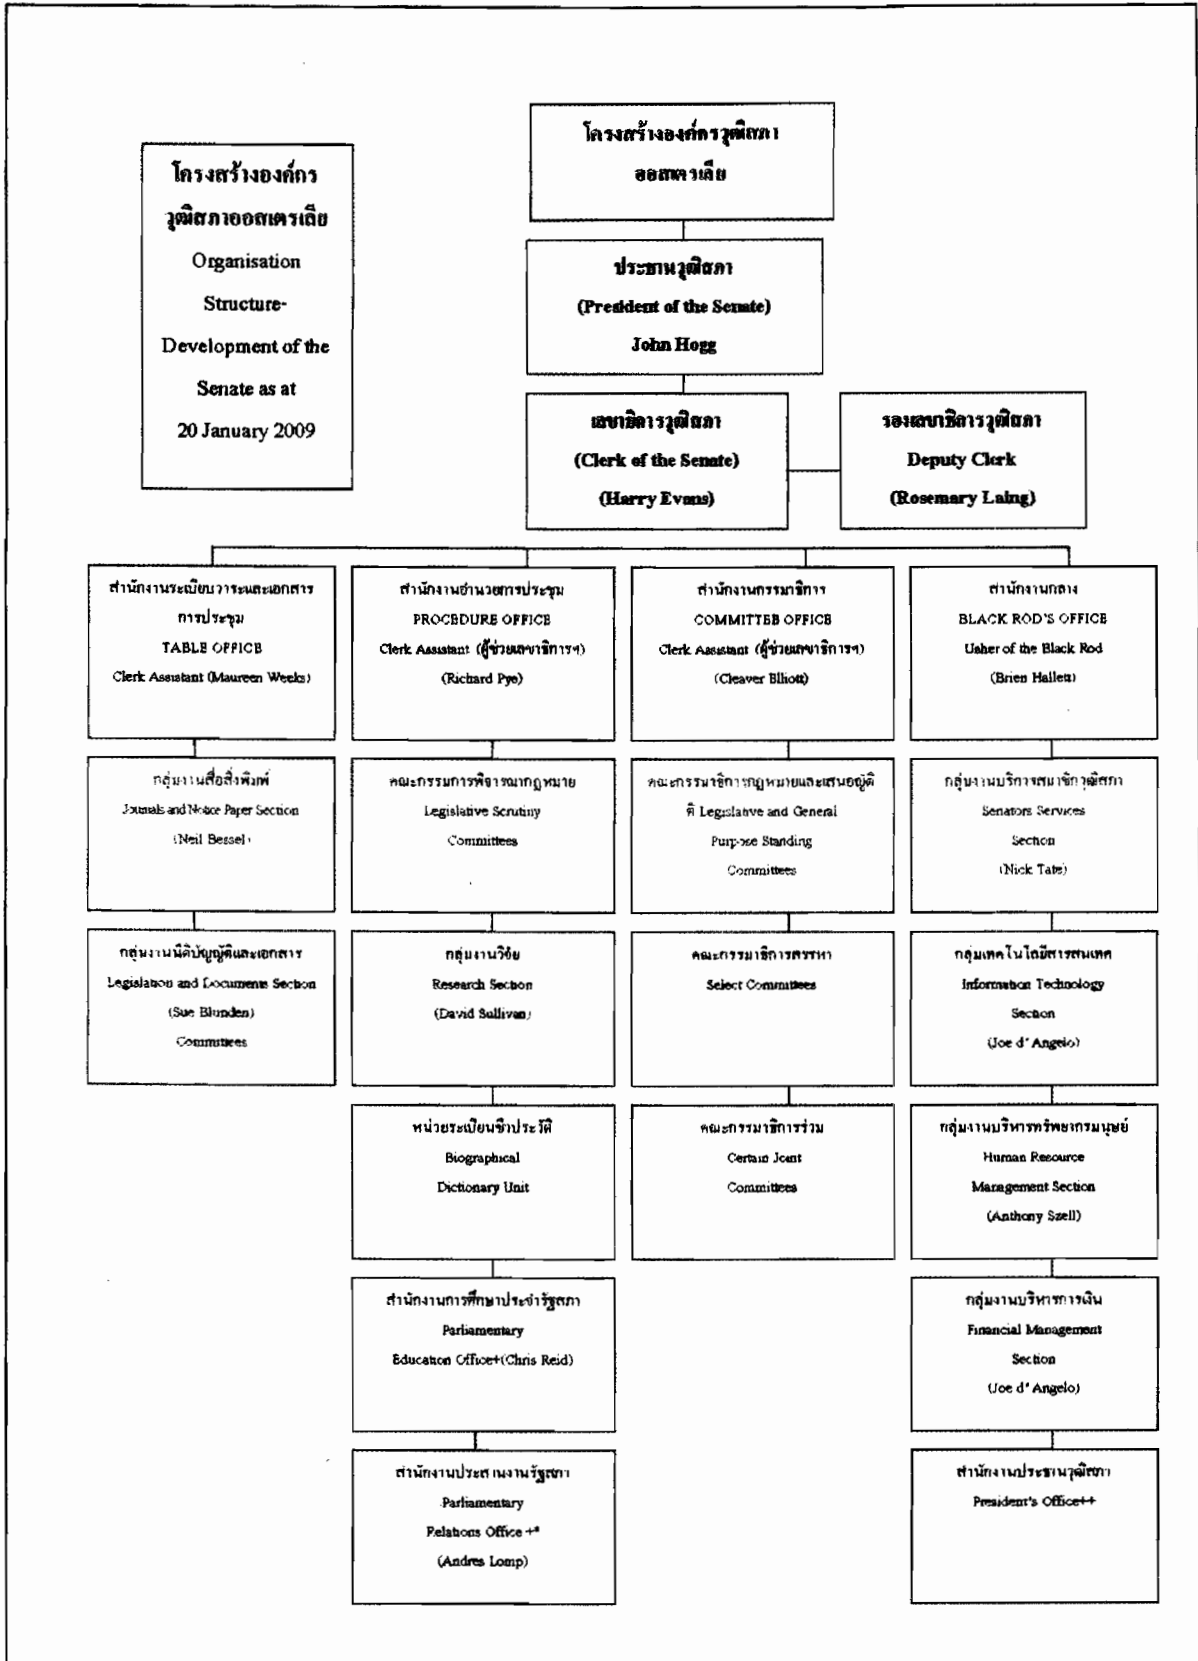 โครงสร้างองค์กร
วุฒิสภาออสเตรเลีย
Organisation
Structure-
Development of the
Senate as at
20 January 2009
โครงสร้างองค์กรวุฒิสภา
ออสเตรเลีย
ประธานวุฒิสภา
(President of the Senate)
John Hogg
เลขาธิการวุฒิสภา
(Clerk of the Senate)
(Harry Evans)
รองเลขาธิการวุฒิสภา
Deputy Clerk
(Rosemary Laing)
สำนักงานระเบียบวาระและเอกสาร
การประชุม
TABLE OFFICE
Clerk Assistant (Maureen Weeks)
กลุ่มงานสื่อสิ่งพิมพ์
Journals and Notice Paper Section
(Neil Bessel)
กลุ่มงานนิติบัญญัติและเอกสาร
Legislation and Documents Section
(Sue Blunden)
Committees
สำนักงานอำนวยการประชุม
PROCEDURE OFFICE
Clerk Assistant (ผู้ช่วยเลขาธิการฯ)
(Richard Pye)
คณะกรรมการพิจารณากฎหมาย
Legislative Scrutiny
Committees
กลุ่มงานวิจัย
Research Section
(David Sullivan)
หน่วยระเบียนชีวประวัติ
Biographical
Dictionary Unit
สำนักงานการศึกษาประจำรัฐสภา
Parliamentary
Education Office+(Chris Reid)
สำนักงานประสานงานรัฐสภา
Parliamentary
Relations Office +*
(Andres Lomp)
สำนักงานกรรมาธิการ
COMMITTEE OFFICE
Clerk Assistant (ผู้ช่วยเลขาธิการฯ)
(Cleaver Elliott)
คณะกรรมาธิการกฎหมายและเสนอญัตติ
ติ Legislative and General
Purpose Standing
Committees
คณะกรรมาธิการสรรหา
Select Committees
คณะกรรมาธิการร่วม
Certain Joint
Committees
สำนักงานกลาง
BLACK ROD'S OFFICE
Usher of the Black Rod
(Brien Hallett)
กลุ่มงานบริการสมาชิกวุฒิสภา
Senators Services
Section
(Nick Tate)
กลุ่มเทคโนโลยีสารสนเทศ
Information Technology
Section
(Joe d' Angelo)
กลุ่มงานบริหารทรัพยากรมนุษย์
Human Resource
Management Section
(Anthony Szell)
กลุ่มงานบริหารการเงิน
Financial Management
Section
(Joe d' Angelo)
สำนักงานประธานวุฒิสภา
President's Office++